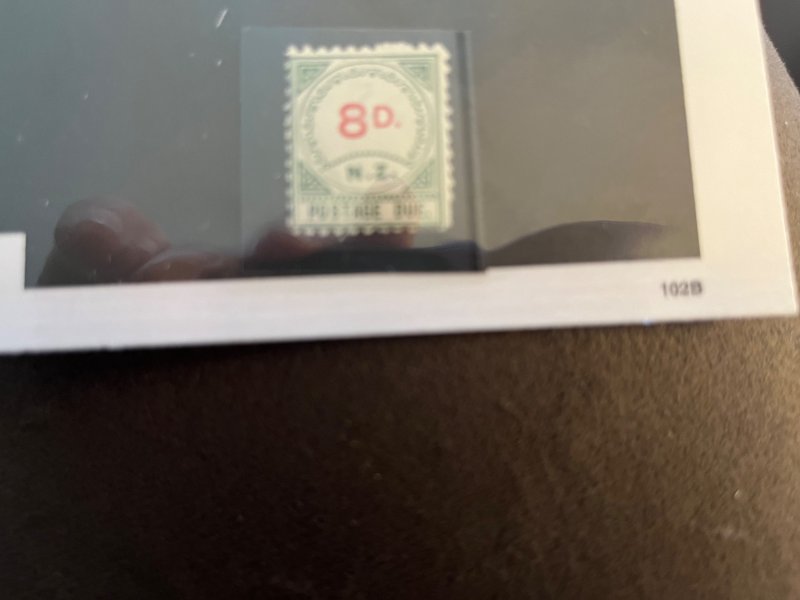 8D.
N.Z.
POSTAGE DUE
102B